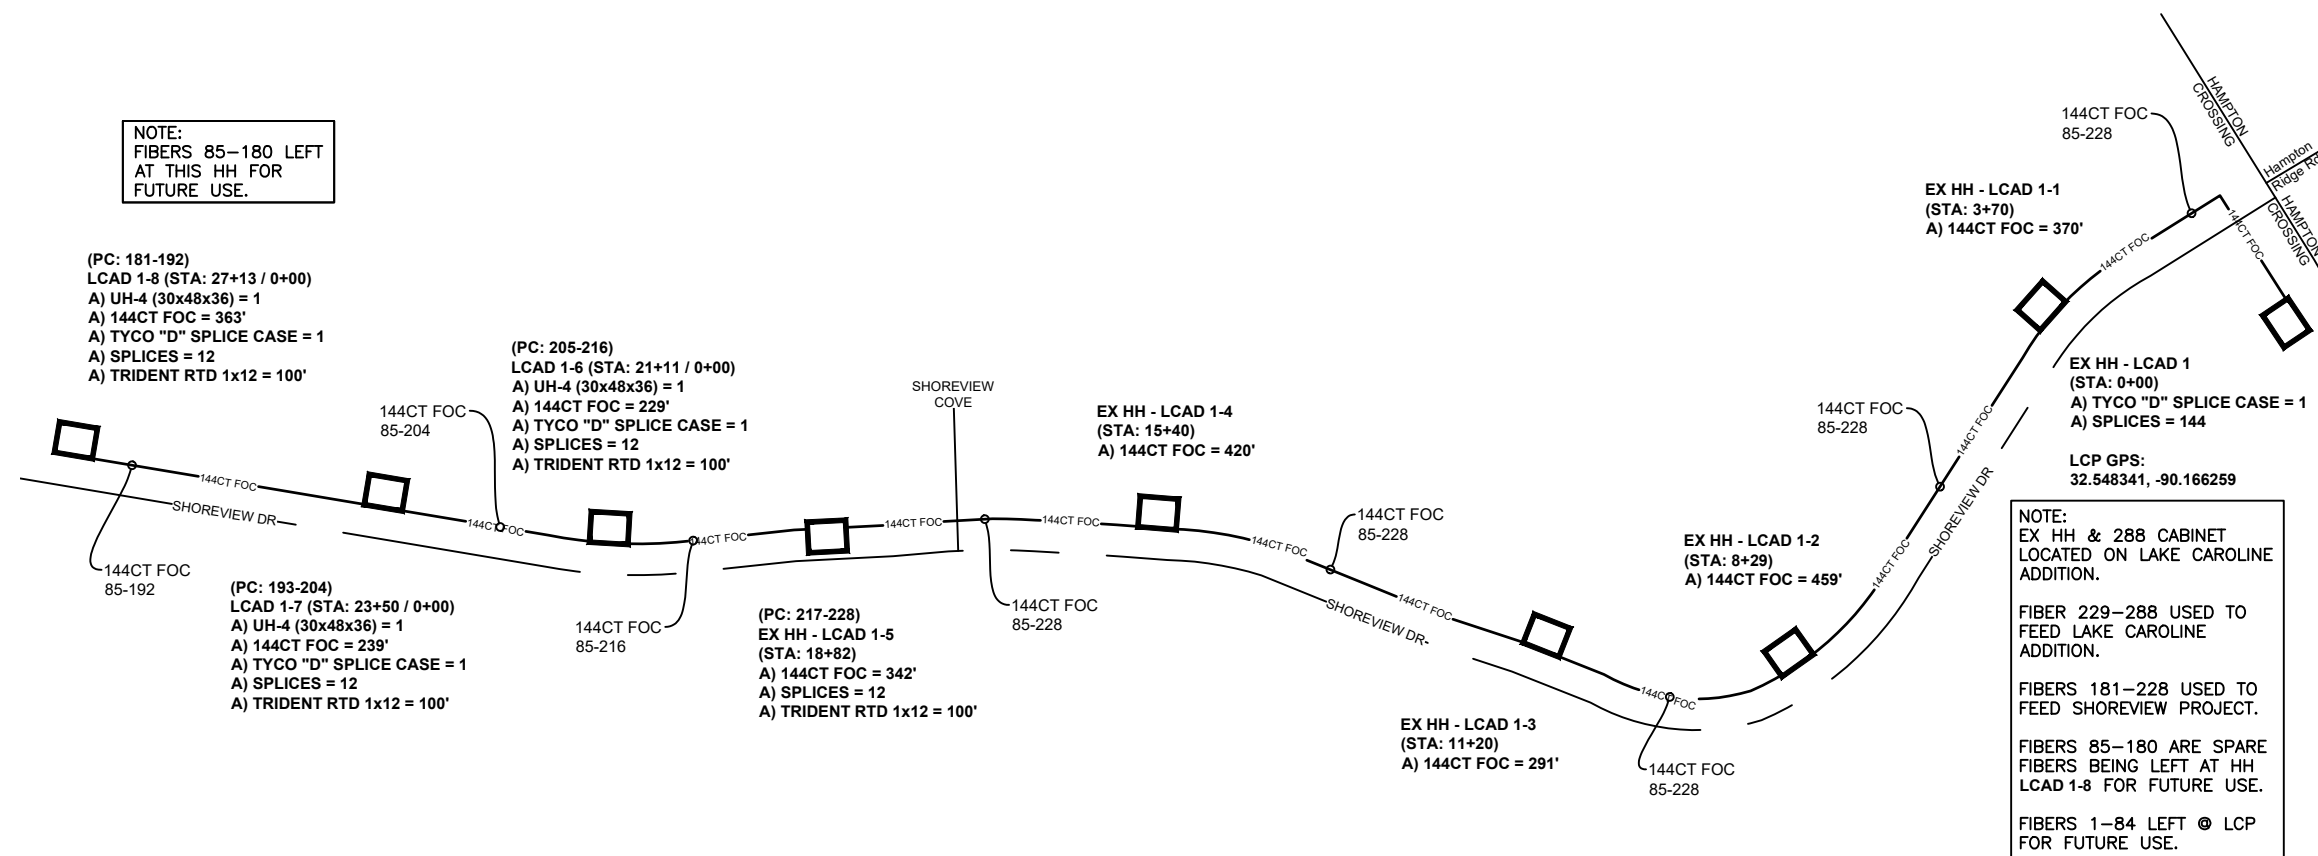 NOTE:
FIBERS 85-180 LEFT
AT THIS HH FOR
FUTURE USE.
(PC: 181-192)
LCAD 1-8 (STA: 27+13 / 0+00)
A) UH-4 (30x48x36) = 1
A) 144CT FOC = 363'
A) TYCO "D" SPLICE CASE = 1
A) SPLICES = 12
A) TRIDENT RTD 1x12 = 100'
144CT FOC
85-204
(PC: 205-216)
LCAD 1-6 (STA: 21+11 / 0+00)
A) UH-4 (30x48x36) = 1
A) 144CT FOC = 229'
A) TYCO "D" SPLICE CASE = 1
A) SPLICES = 12
A) TRIDENT RTD 1x12 = 100'
SHOREVIEW
COVE
EX HH - LCAD 1-4
(STA: 15+40)
A) 144CT FOC = 420'
144CT FOC
85-228
EX HH - LCAD 1-1
(STA: 3+70)
A) 144CT FOC = 370'
HAMPTON
CROSSING
Hampton
Ridge Ro
HAMPTON
CROSSING
144CT FOC
144CT FOC
144CT FOC
85-228
144CT FOC
EX HH - LCAD 1
(STA: 0+00)
A) TYCO "D" SPLICE CASE = 1
A) SPLICES = 144
LCP GPS:
32.548341, -90.166259
144CT FOC
SHOREVIEW DR
144CT FOC
85-192
144CT FOC
144CT FOC
144CT FOC
144CT FOC
144CT FOC
144CT FOC
85-228
144CT FOC
SHOREVIEW DR
144CT FOC
SHOREVIEW DR
(PC: 193-204)
LCAD 1-7 (STA: 23+50 / 0+00)
A) UH-4 (30x48x36) = 1
A) 144CT FOC = 239'
A) TYCO "D" SPLICE CASE = 1
A) SPLICES = 12
A) TRIDENT RTD 1x12 = 100'
144CT FOC
85-216
(PC: 217-228)
EX HH - LCAD 1-5
(STA: 18+82)
A) 144CT FOC = 342'
A) SPLICES = 12
A) TRIDENT RTD 1x12 = 100'
144CT FOC
85-228
EX HH - LCAD 1-2
(STA: 8+29)
A) 144CT FOC = 459'
144CT FOC
EX HH - LCAD 1-3
(STA: 11+20)
A) 144CT FOC = 291'
144CT FOC
85-228
NOTE:
EX HH & 288 CABINET
LOCATED ON LAKE CAROLINE
ADDITION.
FIBER 229-288 USED TO
FEED LAKE CAROLINE
ADDITION.
FIBERS 181-228 USED TO
FEED SHOREVIEW PROJECT.
FIBERS 85-180 ARE SPARE
FIBERS BEING LEFT AT HH
LCAD 1-8 FOR FUTURE USE.
FIBERS 1-84 LEFT @ LCP
FOR FUTURE USE.